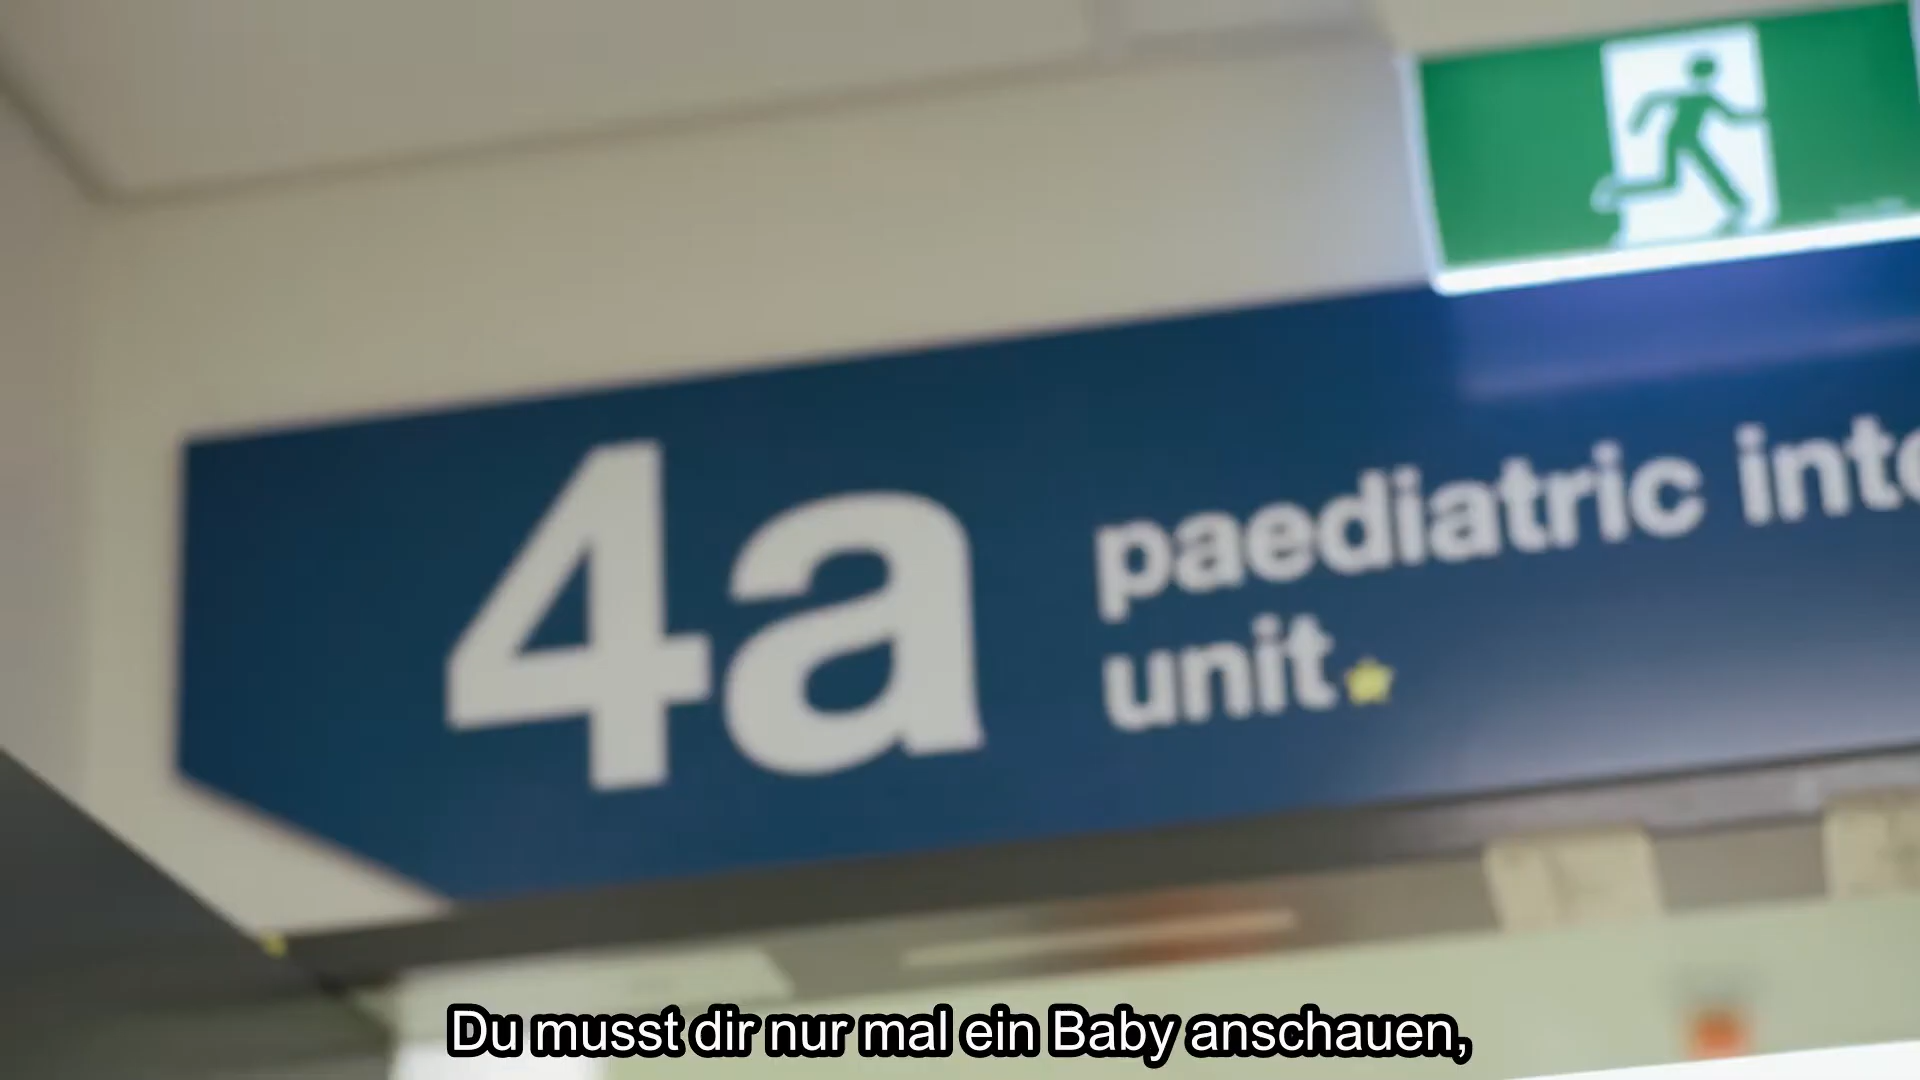 4a
paediatric
unit
Du musst dir nur mal ein Baby anschauen,